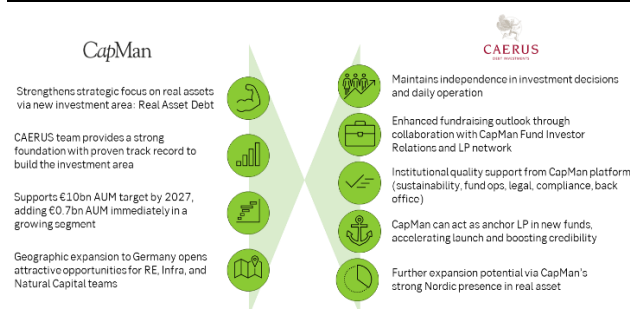 CapMan
Strengthens strategic focus on real assets
via new investment area: Real Asset Debt
CAERUS team provides a strong
foundation with proven track record to
build the investment area
Supports €10bn AUM target by 2027,
adding €0.7bn AUM immediately in a
growing segment
Geographic expansion to Germany opens
attractive opportunities for RE, Infra, and
Natural Capital teams
CAERUS
DEBT INVESTMENTS
Maintains independence in investment decisions
and daily operation
Enhanced fundraising outlook through
collaboration with CapMan Fund Investor
Relations and LP network
Institutional quality support from CapMan platform
(sustainability, fund ops, legal, compliance, back
office)
CapMan can act as anchor LP in new funds,
accelerating launch and boosting credibility
Further expansion potential via CapMan's
strong Nordic presence in real asset